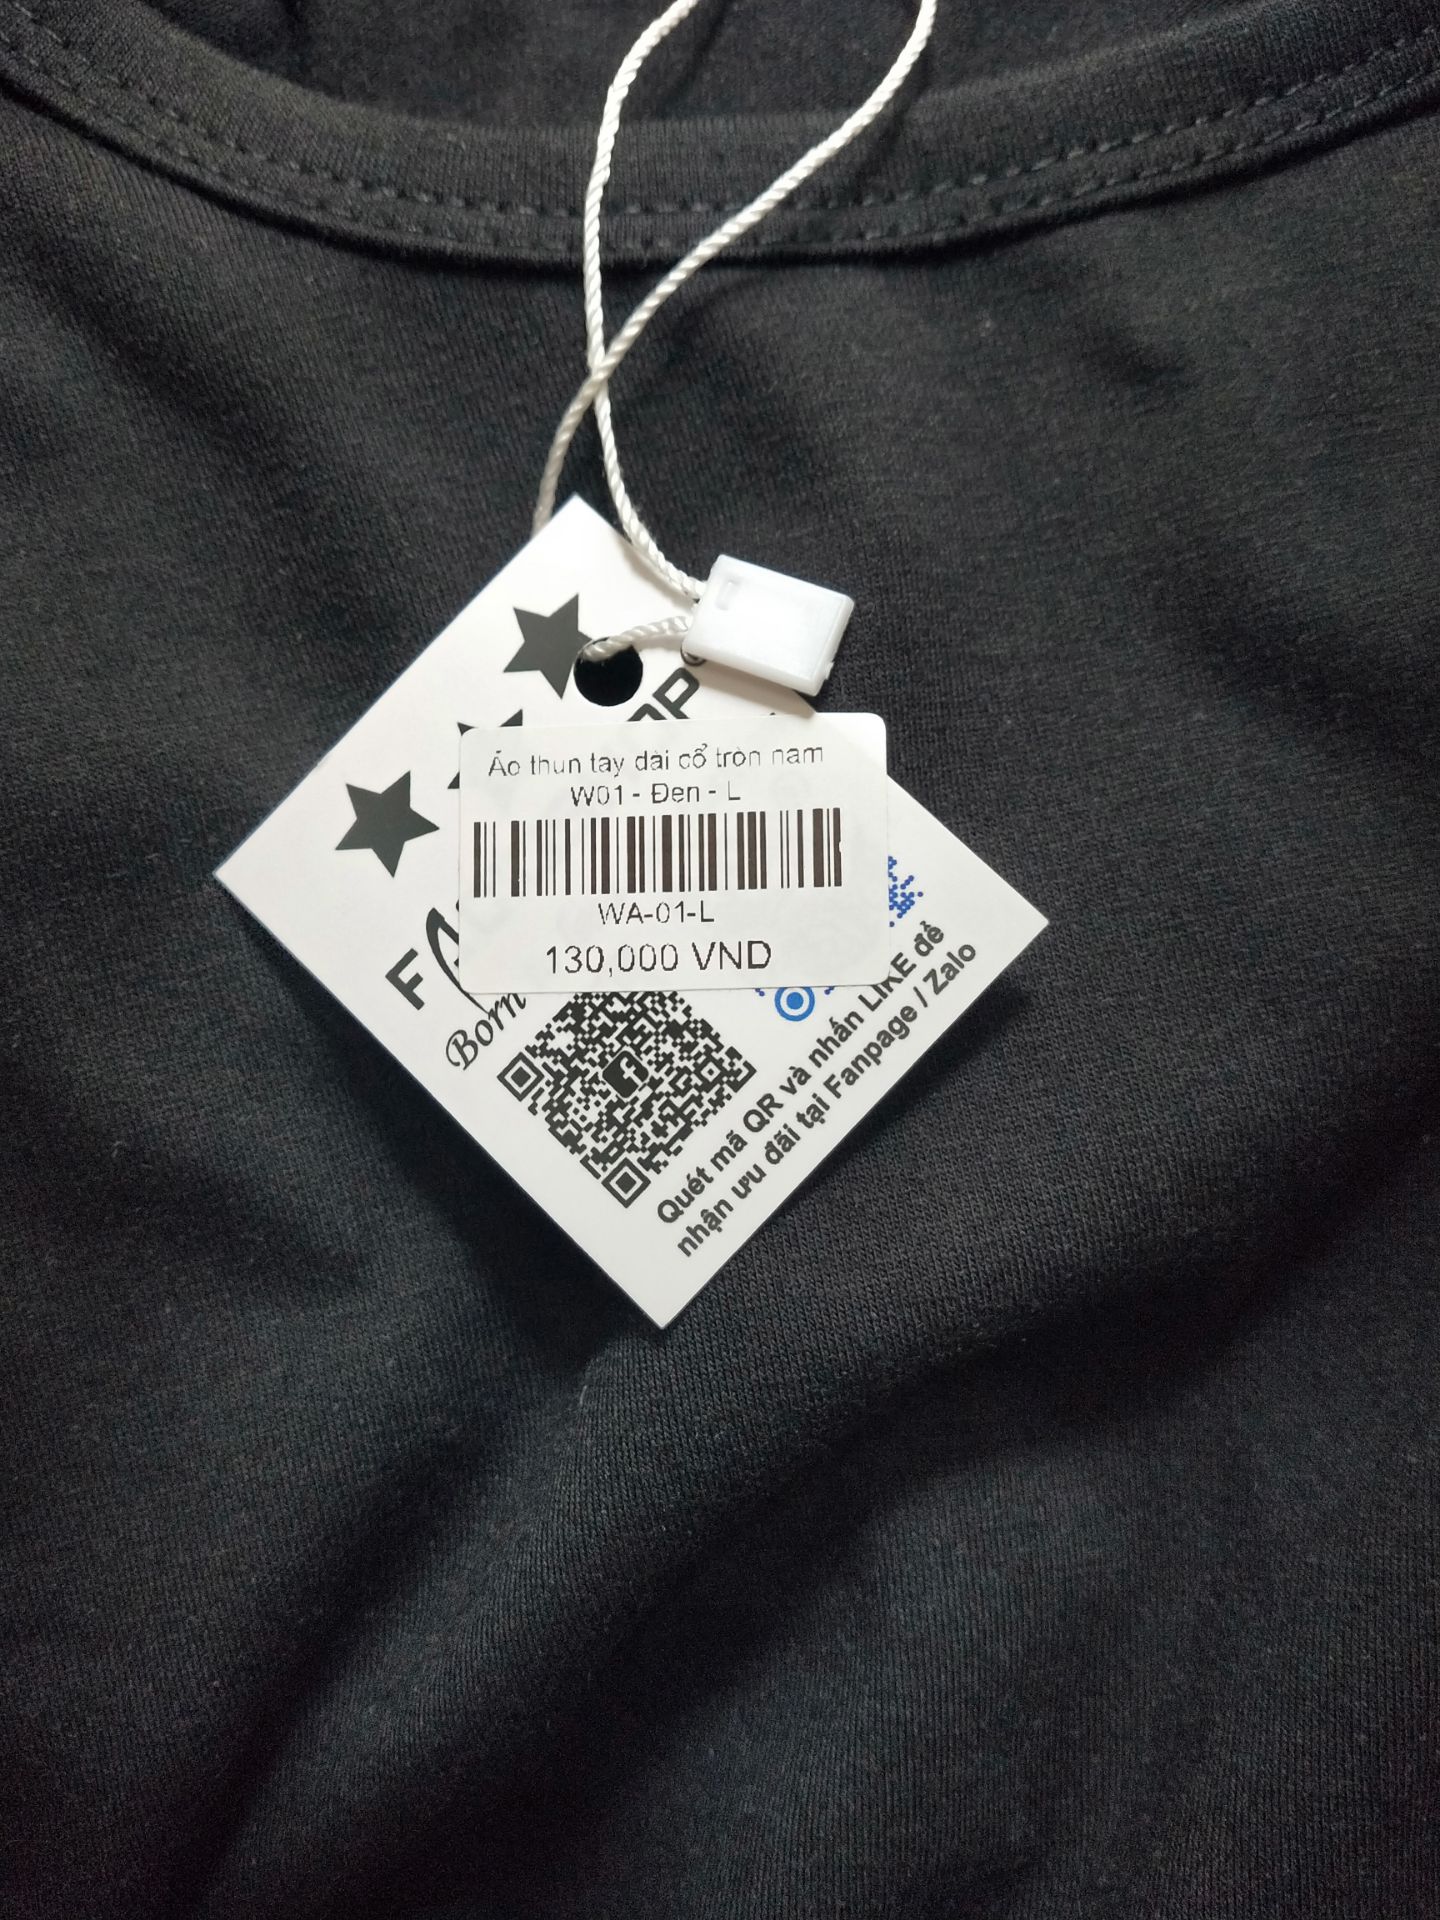 Áo thun tay dài cổ tròn nam
W01 - Đen - L
WA-01-L
130,000 VND
Born
Quét mã QR và nhấn LIKE để
nhận ưu đãi tại Fanpage / Zalo